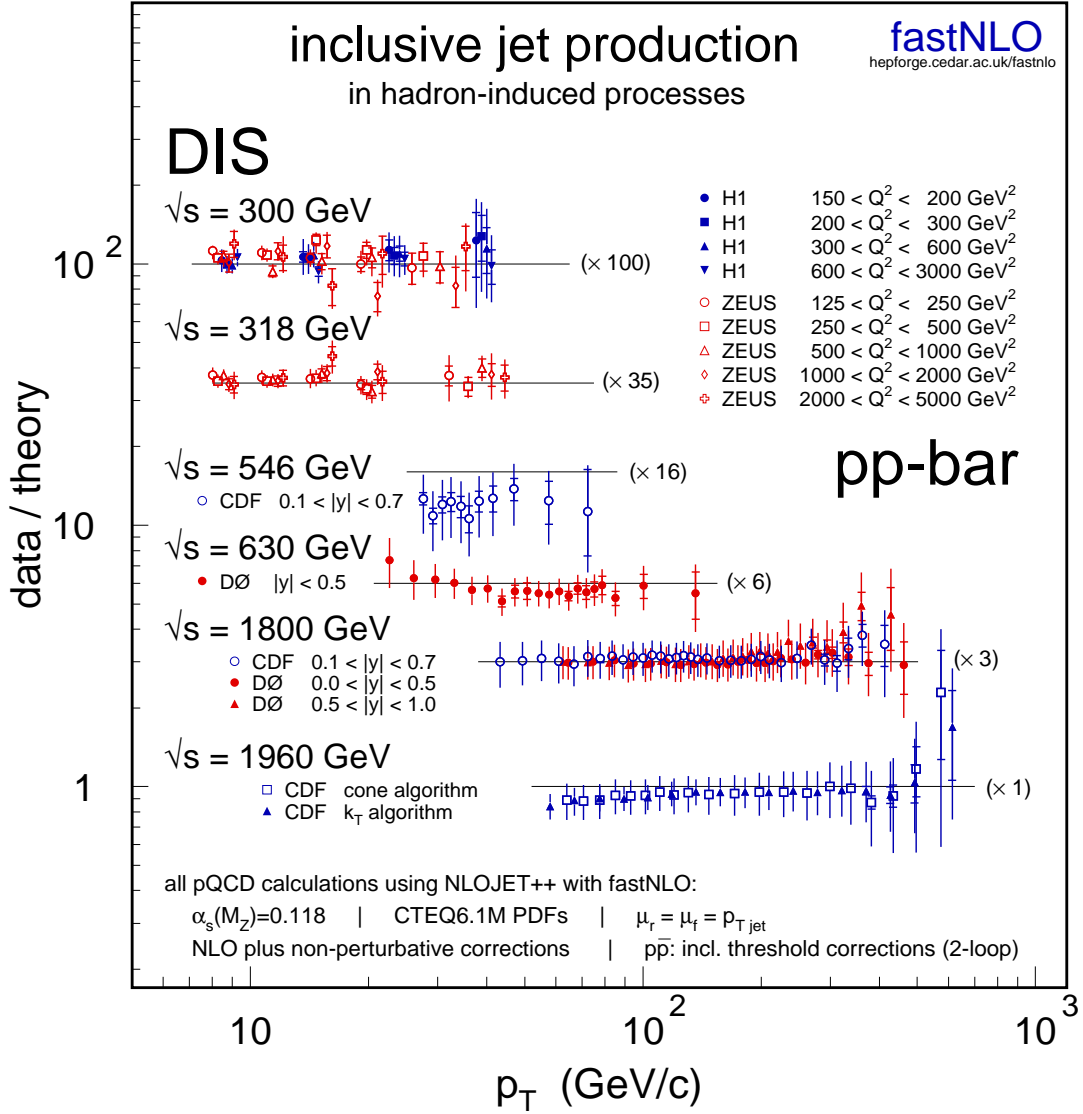 inclusive jet production
in hadron-induced processes
fastNLO
hepforge.cedar.ac.uk/fastnlo
DIS
√s = 300 GeV
(× 100)
√s = 318 GeV
(× 35)
H1 150 < Q² < 200 GeV²
H1 200 < Q² < 300 GeV²
H1 300 < Q² < 600 GeV²
H1 600 < Q² < 3000 GeV²
ZEUS 125 < Q² < 250 GeV²
ZEUS 250 < Q² < 500 GeV²
ZEUS 500 < Q² < 1000 GeV²
ZEUS 1000 < Q² < 2000 GeV²
ZEUS 2000 < Q² < 5000 GeV²
pp-bar
√s = 546 GeV
(× 16)
CDF 0.1 < |y| < 0.7
√s = 630 GeV
(× 6)
DØ |y| < 0.5
√s = 1800 GeV
(× 3)
CDF 0.1 < |y| < 0.7
DØ 0.0 < |y| < 0.5
DØ 0.5 < |y| < 1.0
√s = 1960 GeV
(× 1)
CDF cone algorithm
CDF k_T algorithm
all pQCD calculations using NLOJET++ with fastNLO:
α_s(M_Z)=0.118 | CTEQ6.1M PDFs | μ_r = μ_f = p_T jet
NLO plus non-perturbative corrections | pp̄: incl. threshold corrections (2-loop)
data / theory
10²
10
1
10
10²
10³
p_T (GeV/c)